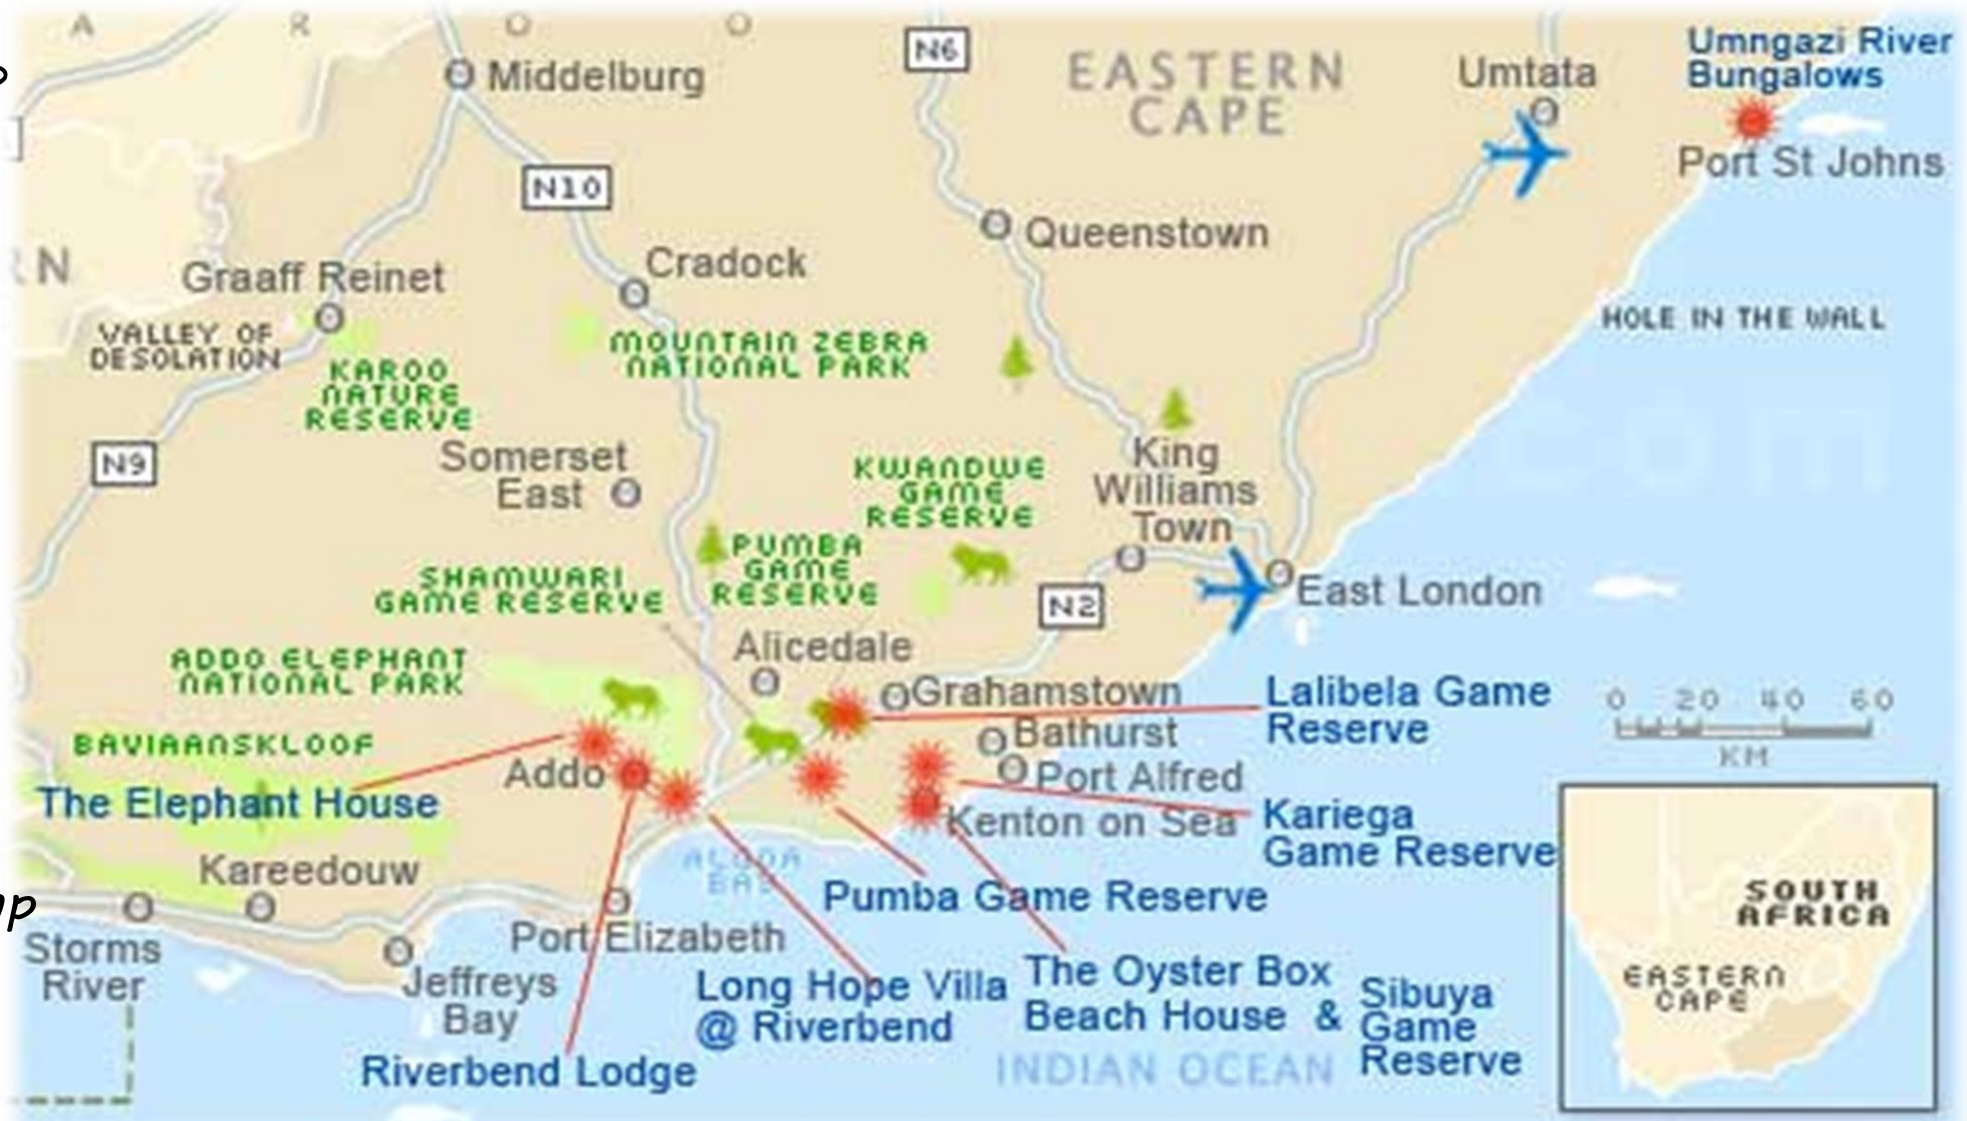 A R O O
N6
EASTERN
CAPE
Umngazi River
Bungalows
Umtata
Middelburg
Port St Johns
N10
Queenstown
Cradock
RN
Graaff Reinet
HOLE IN THE WALL
VALLEY OF
DESOLATION
MOUNTAIN ZEBRA
NATIONAL PARK
KAROO
NATURE
RESERVE
com
Somerset
East
N9
KWANDWE
GAME
RESERVE
King
Williams
Town
PUMBA
GAME
RESERVE
SHAMWARI
GAME RESERVE
East London
N2
Alicedale
ADDO ELEPHANT
NATIONAL PARK
Grahamstown
Lalibela Game
Reserve
0 20 40 60
KM
BAVIAANSKLOOF
Bathurst
Addo
Port Alfred
The Elephant House
Kenton on Sea
Kariega
Game Reserve
ALGOA
BAY
Kareedouw
Pumba Game Reserve
SOUTH
AFRICA
mp
Storms
River
Port Elizabeth
Jeffreys
Bay
Long Hope Villa
@ Riverbend
The Oyster Box
Beach House &
Sibuya
Game
Reserve
EASTERN
CAPE
Riverbend Lodge
INDIAN OCEAN